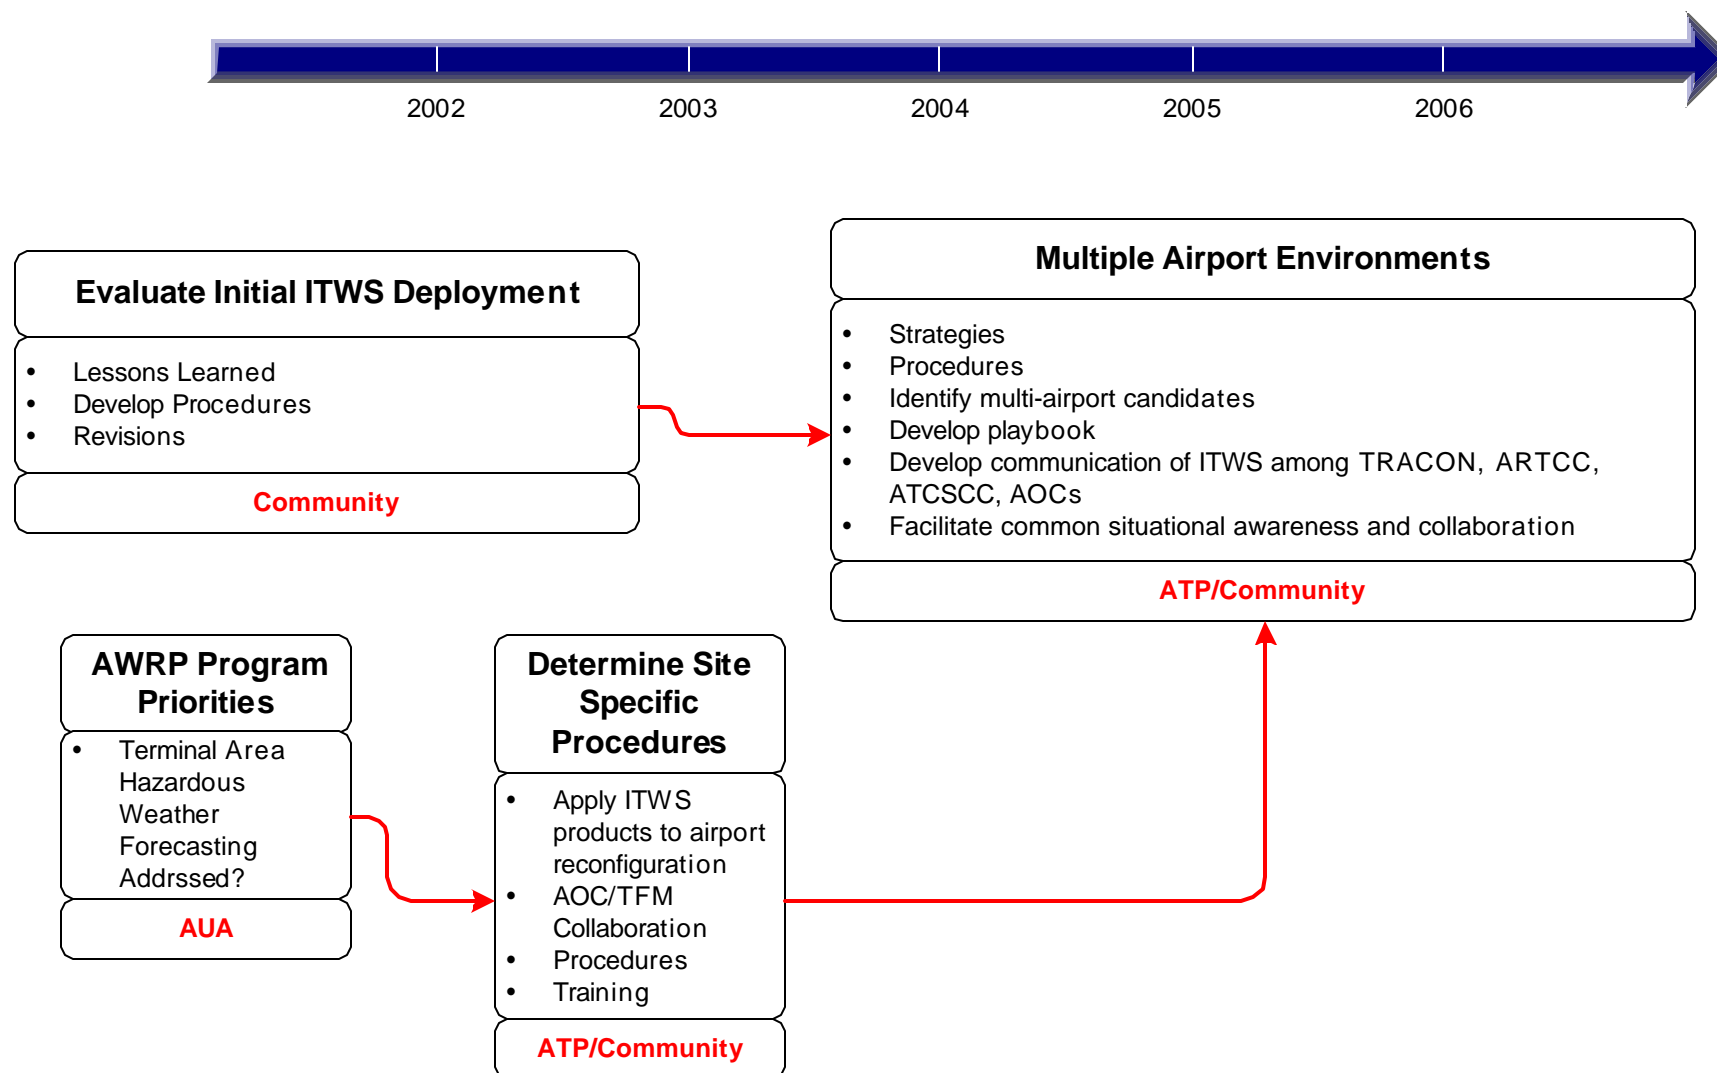 2002 2003 2004 2005 2006
Evaluate Initial ITWS Deployment
• Lessons Learned
• Develop Procedures
• Revisions
Community
Multiple Airport Environments
• Strategies
• Procedures
• Identify multi-airport candidates
• Develop playbook
• Develop communication of ITWS among TRACON, ARTCC,
ATCSCC, AOCs
• Facilitate common situational awareness and collaboration
ATP/Community
AWRP Program
Priorities
• Terminal Area
Hazardous
Weather
Forecasting
Addrssed?
AUA
Determine Site
Specific
Procedures
• Apply ITWS
products to airport
reconfiguration
• AOC/TFM
Collaboration
• Procedures
• Training
ATP/Community